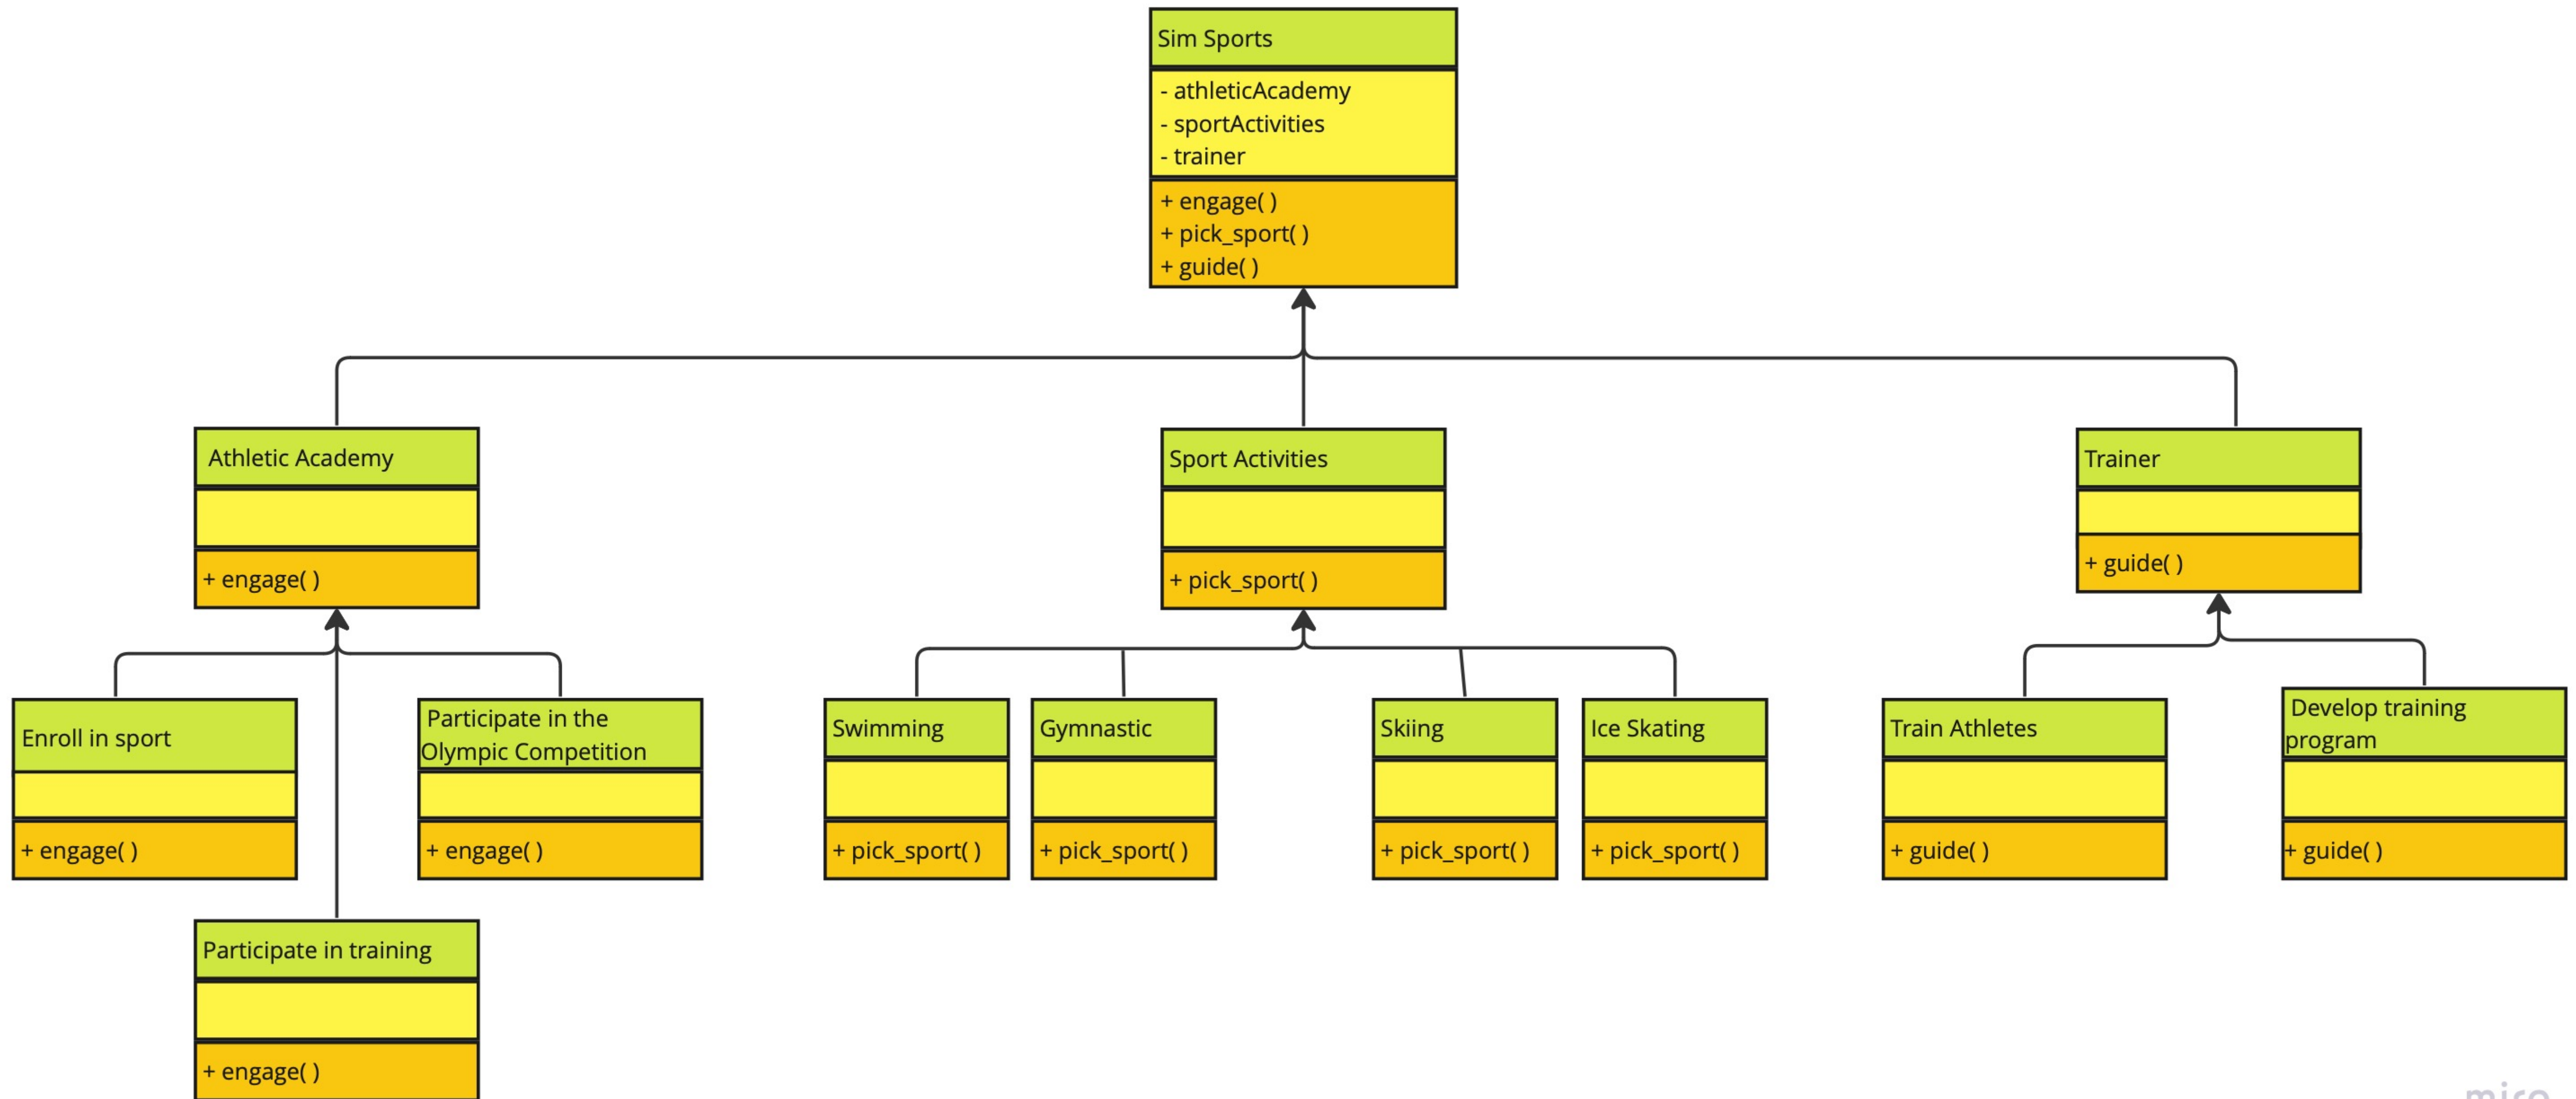 Sim Sports
- athleticAcademy
- sportActivities
- trainer
+ engage( )
+ pick_sport( )
+ guide( )
Athletic Academy
+ engage( )
Sport Activities
+ pick_sport( )
Trainer
+ guide( )
Enroll in sport
+ engage( )
Participate in the
Olympic Competition
+ engage( )
Swimming
+ pick_sport( )
Gymnastic
+ pick_sport( )
Skiing
+ pick_sport( )
Ice Skating
+ pick_sport( )
Train Athletes
+ guide( )
Develop training
program
+ guide( )
Participate in training
+ engage( )
miro